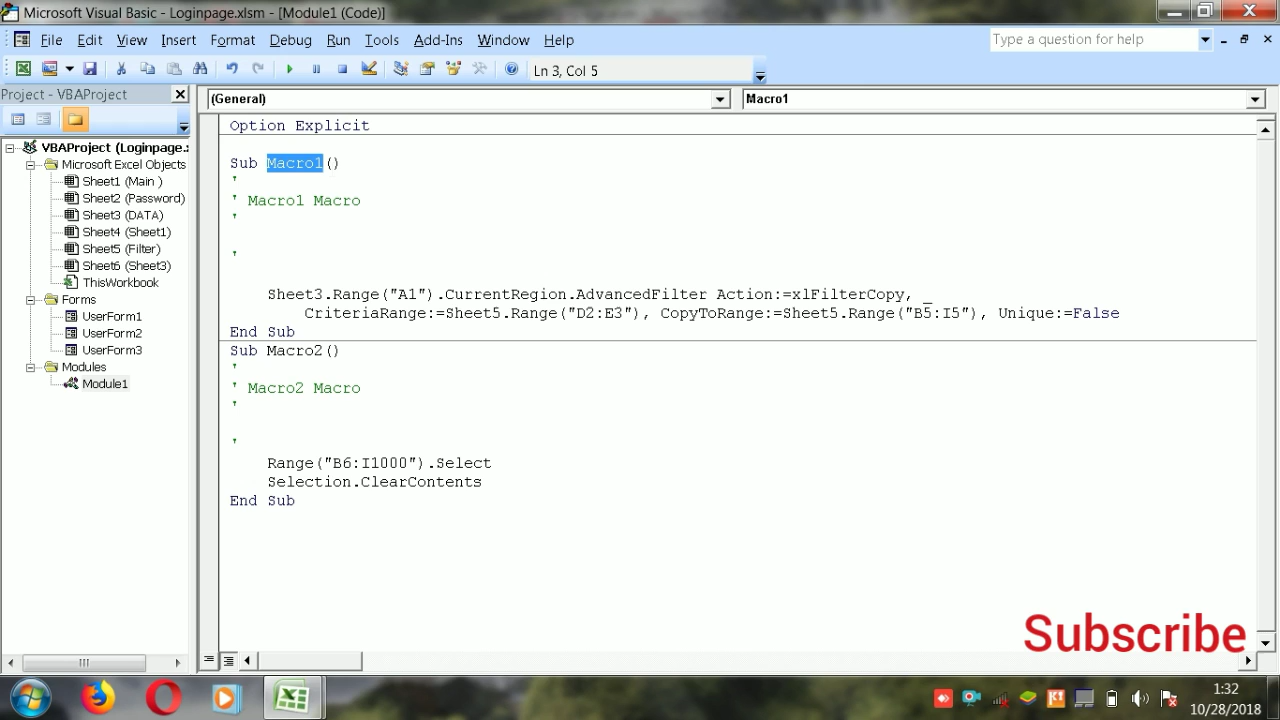 Microsoft Visual Basic - Loginpage.xlsm - [Module1 (Code)]
File Edit View Insert Format Debug Run Tools Add-Ins Window Help
Type a question for help
Ln 3, Col 5
Project - VBAProject
(General)
Macro1
VBAProject (Loginpage.
Microsoft Excel Objects
Sheet1 (Main )
Sheet2 (Password)
Sheet3 (DATA)
Sheet4 (Sheet1)
Sheet5 (Filter)
Sheet6 (Sheet3)
ThisWorkbook
Forms
UserForm1
UserForm2
UserForm3
Modules
Module1
Option Explicit
Sub Macro1()
'
' Macro1 Macro
'
'
Sheet3.Range("A1").CurrentRegion.AdvancedFilter Action:=xlFilterCopy, _
CriteriaRange:=Sheet5.Range("D2:E3"), CopyToRange:=Sheet5.Range("B5:I5"), Unique:=False
End Sub
Sub Macro2()
'
' Macro2 Macro
'
'
Range("B6:I1000").Select
Selection.ClearContents
End Sub
Subscribe
1:32
10/28/2018